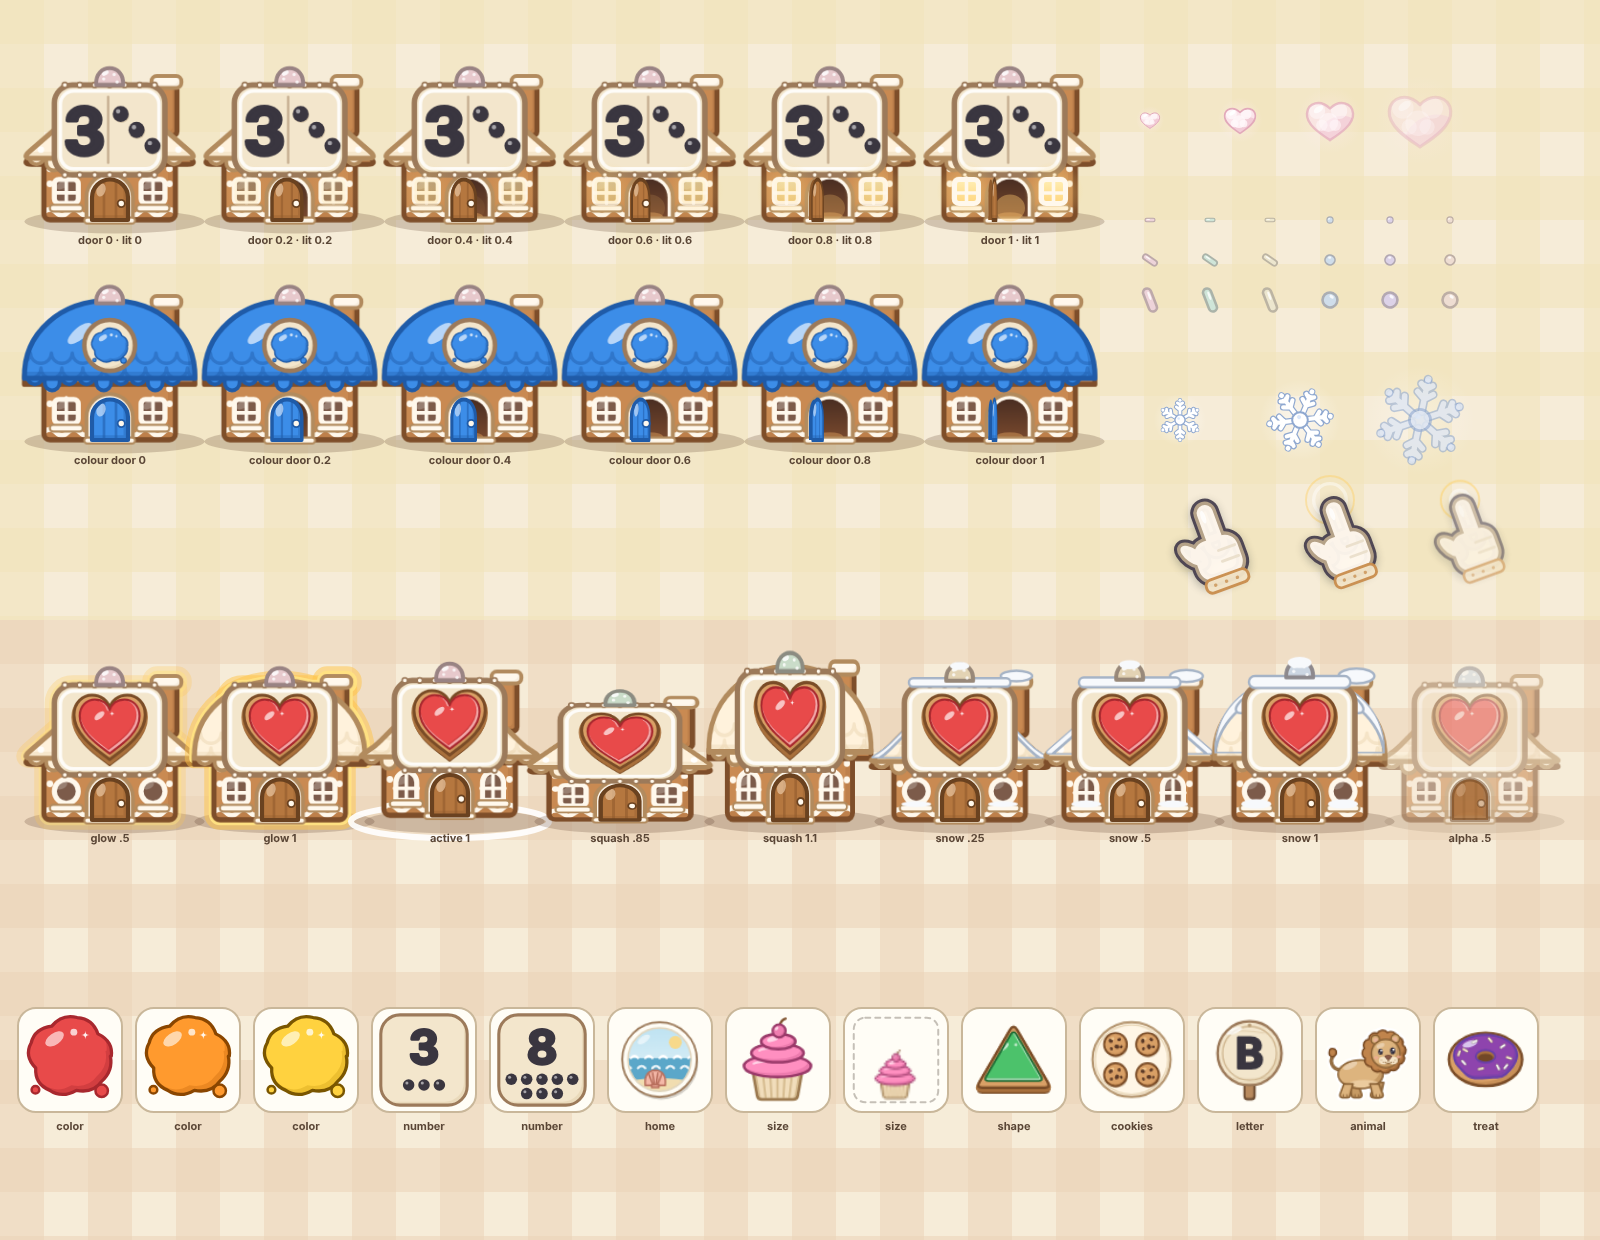 3 3 3 3 3 3
door 0 · lit 0 door 0.2 · lit 0.2 door 0.4 · lit 0.4 door 0.6 · lit 0.6 door 0.8 · lit 0.8 door 1 · lit 1
colour door 0 colour door 0.2 colour door 0.4 colour door 0.6 colour door 0.8 colour door 1
glow .5 glow 1 active 1 squash .85 squash 1.1 snow .25 snow .5 snow 1 alpha .5
3 8 B
color color color number number home size size shape cookies letter animal treat